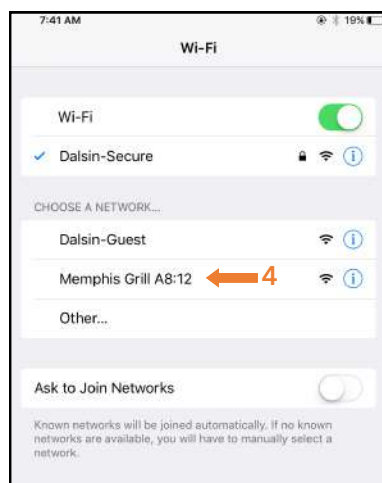 7:41 AM 19%
Wi-Fi
Wi-Fi
Dalsin-Secure
CHOOSE A NETWORK...
Dalsin-Guest
Memphis Grill A8:12 4
Other...
Ask to Join Networks
Known networks will be joined automatically. If no known
networks are available, you will have to manually select a
network.